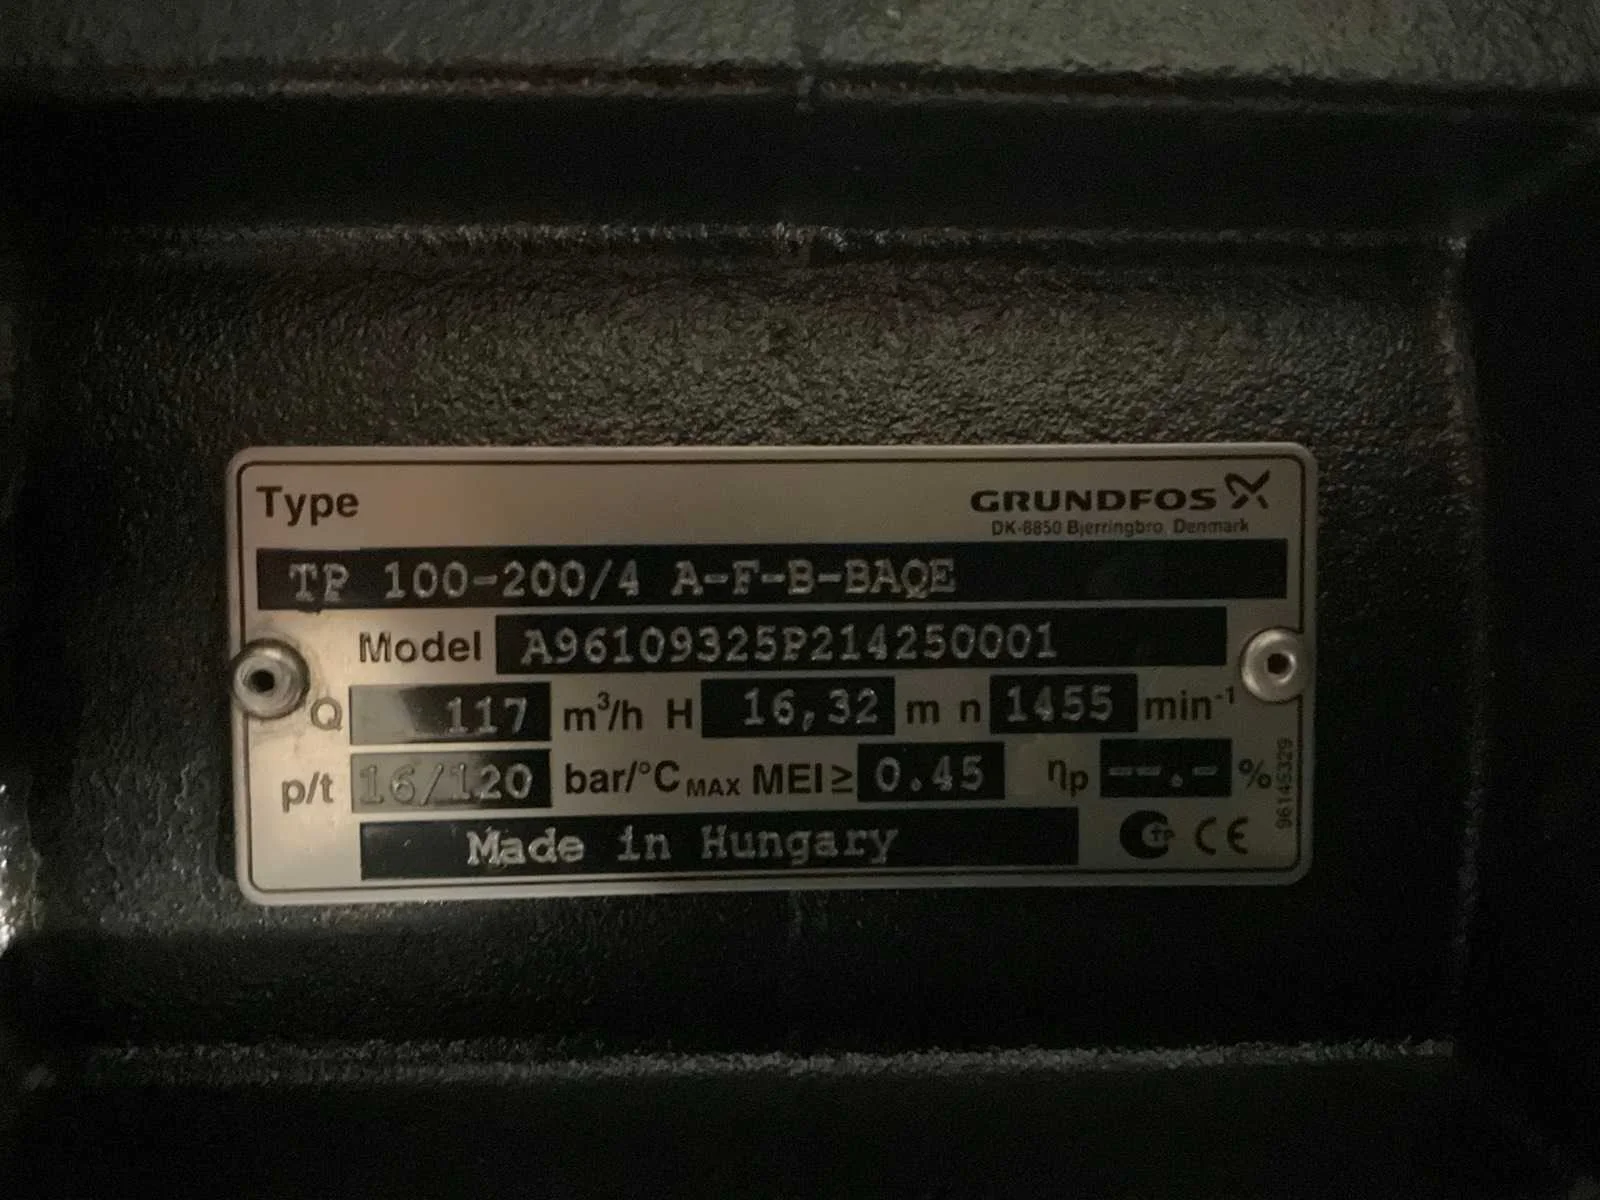 Type
GRUNDFOS
DK-8850 Bjerringbro, Denmark
TP 100-200/4 A-F-B-BAQE
Model A96109325P214250001
Q 117 m³/h H 16,32 m n 1455 min⁻¹
p/t 16/120 bar/°C MAX MEI≥ 0.45 ηp --.- %
96145329
Made in Hungary CE